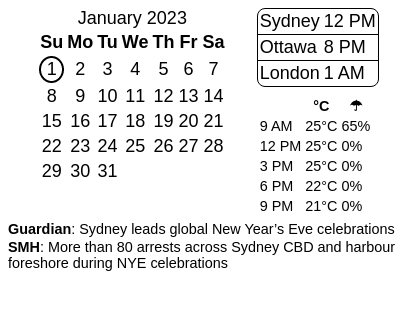 January 2023
Su Mo Tu We Th Fr Sa
1 2 3 4 5 6 7
8 9 10 11 12 13 14
15 16 17 18 19 20 21
22 23 24 25 26 27 28
29 30 31
Sydney 12 PM
Ottawa 8 PM
London 1 AM
°C ☂
9 AM 25°C 65%
12 PM 25°C 0%
3 PM 25°C 0%
6 PM 22°C 0%
9 PM 21°C 0%
Guardian: Sydney leads global New Year’s Eve celebrations
SMH: More than 80 arrests across Sydney CBD and harbour
foreshore during NYE celebrations